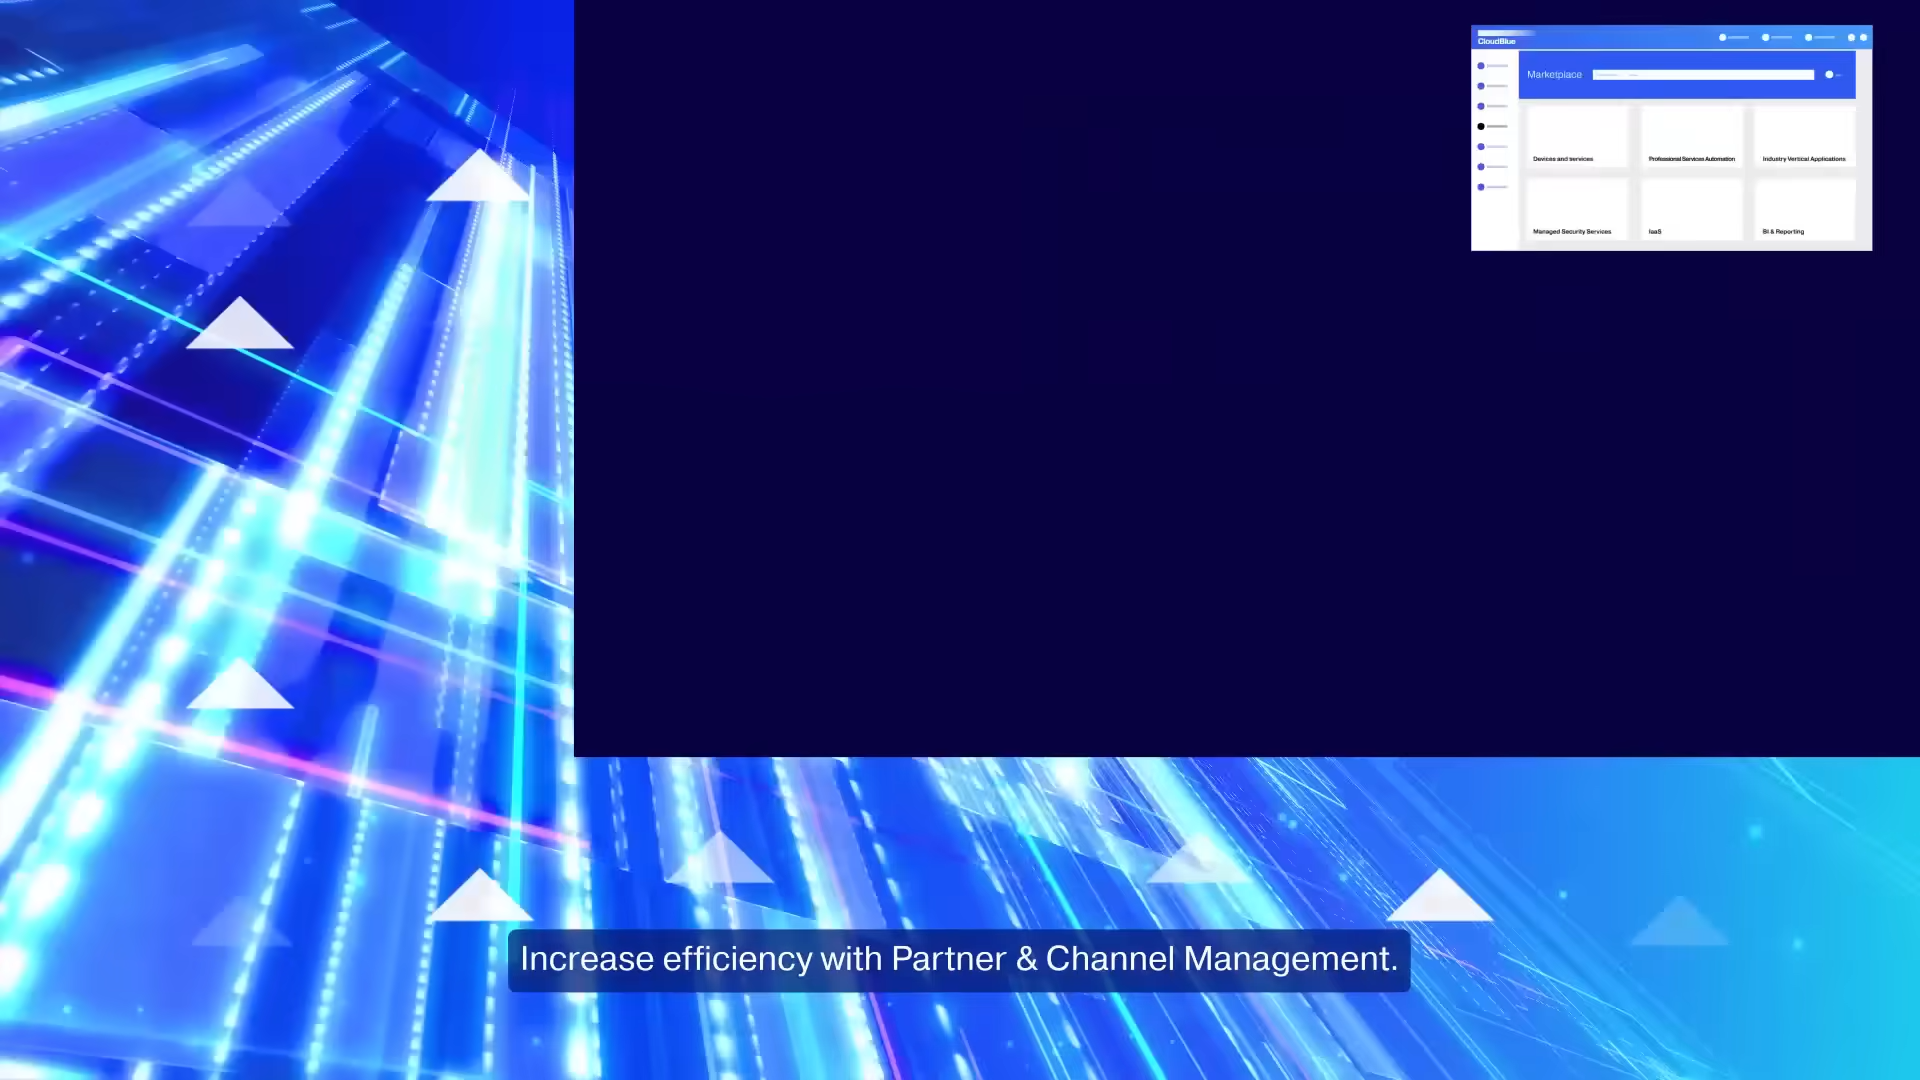 CloudBlue
Marketplace
Devices and services
Professional Services Automation
Industry Vertical Applications
Managed Security Services
IaaS
BI & Reporting
Increase efficiency with Partner & Channel Management.